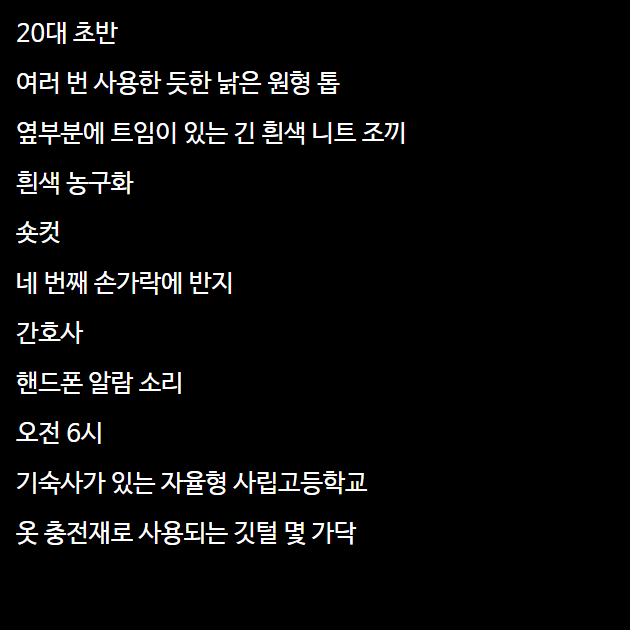 20대 초반
여러 번 사용한 듯한 낡은 원형 톱
옆부분에 트임이 있는 긴 흰색 니트 조끼
흰색 농구화
숏컷
네 번째 손가락에 반지
간호사
핸드폰 알람 소리
오전 6시
기숙사가 있는 자율형 사립고등학교
옷 충전재로 사용되는 깃털 몇 가닥